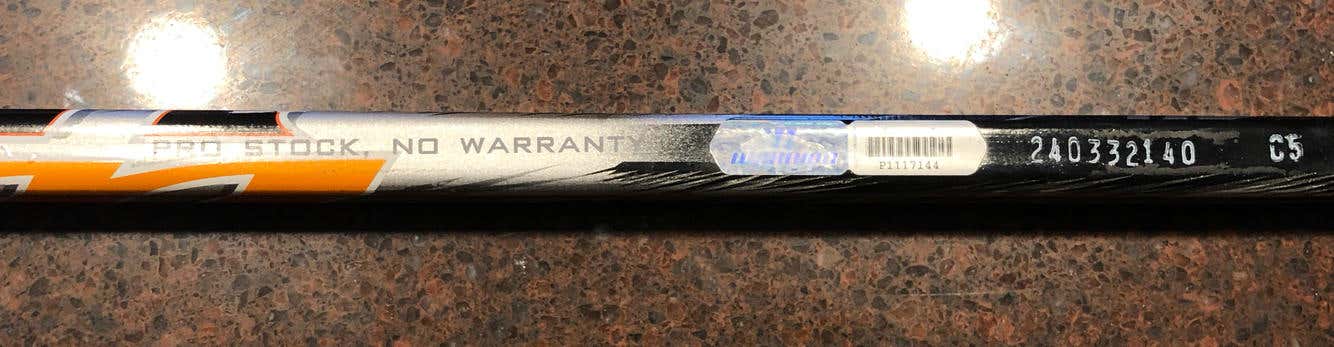 PRO STOCK, NO WARRANTY
P1117144
240332140 C5